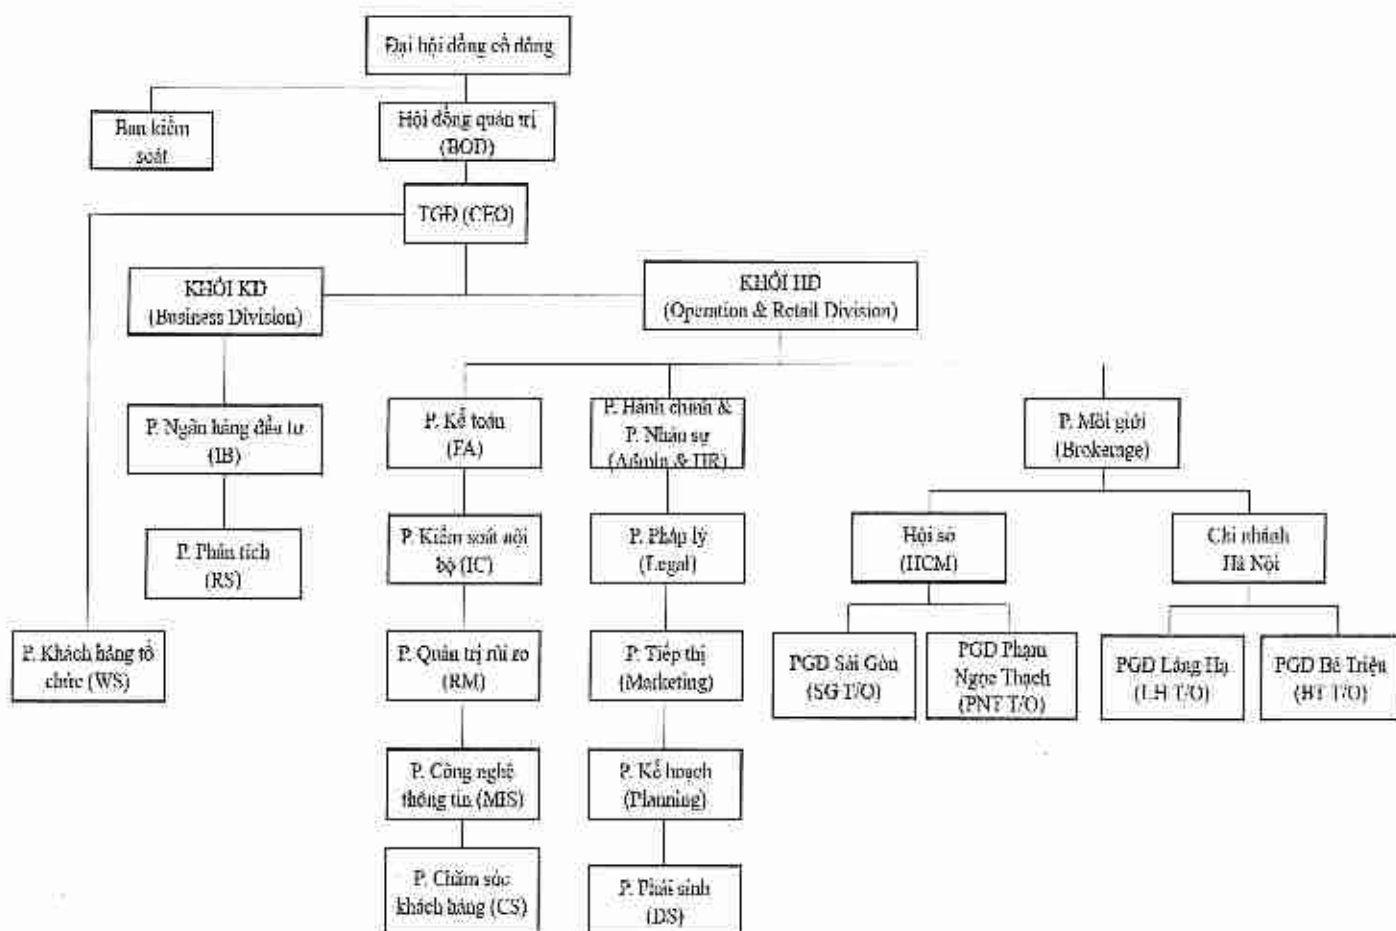 Đại hội đồng cổ đông
Ban kiểm
soát
Hội đồng quản trị
(BOD)
TGĐ (CEO)
KHỐI KD
(Business Division)
KHỐI HĐ
(Operation & Retail Division)
P. Ngân hàng đầu tư
(IB)
P. Kế toán
(FA)
P. Hành chính &
P. Nhân sự
(Admin & HR)
P. Môi giới
(Brokerage)
P. Phân tích
(RS)
P. Kiểm soát nội
bộ (IC)
P. Pháp lý
(Legal)
Hội sở
(HCM)
Chi nhánh
Hà Nội
P. Khách hàng tổ
chức (WS)
P. Quản trị rủi ro
(RM)
P. Tiếp thị
(Marketing)
PGD Sài Gòn
(SG T/O)
PGD Phạm
Ngọc Thạch
(PNT T/O)
PGD Láng Hạ
(LH T/O)
PGD Bà Triệu
(BT T/O)
P. Công nghệ
thông tin (MIS)
P. Kế hoạch
(Planning)
P. Chăm sóc
khách hàng (CS)
P. Phái sinh
(DS)